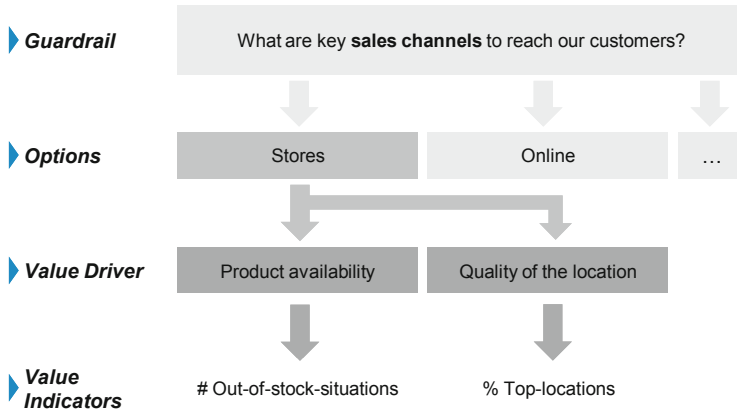 Guardrail
What are key sales channels to reach our customers?
Options
Stores
Online
…
Value Driver
Product availability
Quality of the location
Value
Indicators
# Out-of-stock-situations
% Top-locations